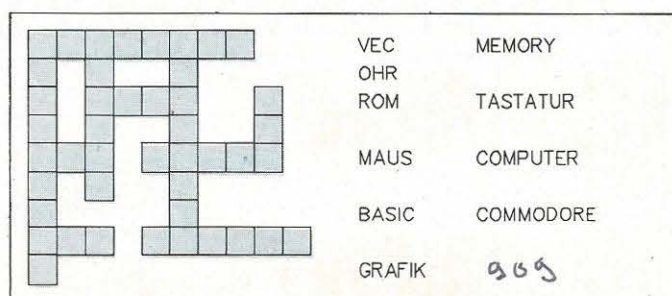 VEC MEMORY
OHR
ROM TASTATUR
MAUS COMPUTER
BASIC COMMODORE
GRAFIK